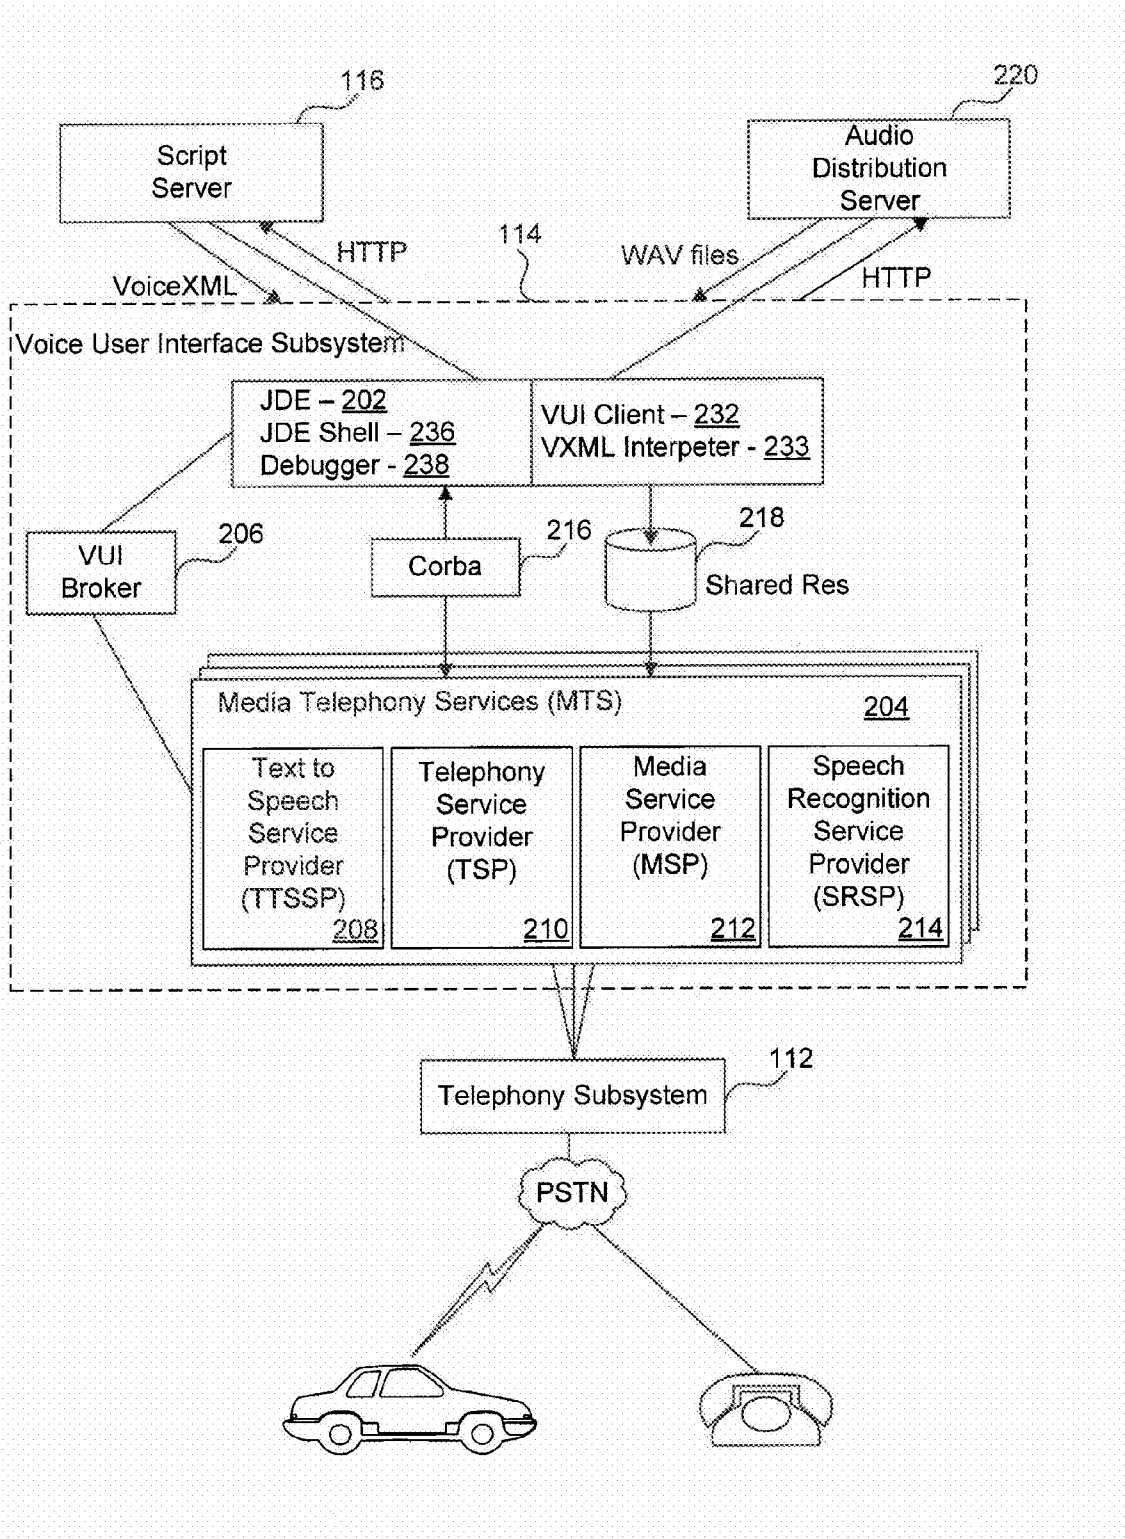 116
220
Script
Server
Audio
Distribution
Server
114
HTTP
WAV files
VoiceXML
HTTP
Voice User Interface Subsystem
JDE – 202
JDE Shell – 236
Debugger - 238
VUI Client – 232
VXML Interpeter - 233
206
VUI
Broker
216
Corba
218
Shared Res
Media Telephony Services (MTS)
204
Text to
Speech
Service
Provider
(TTSSP)
208
Telephony
Service
Provider
(TSP)
210
Media
Service
Provider
(MSP)
212
Speech
Recognition
Service
Provider
(SRSP)
214
112
Telephony Subsystem
PSTN